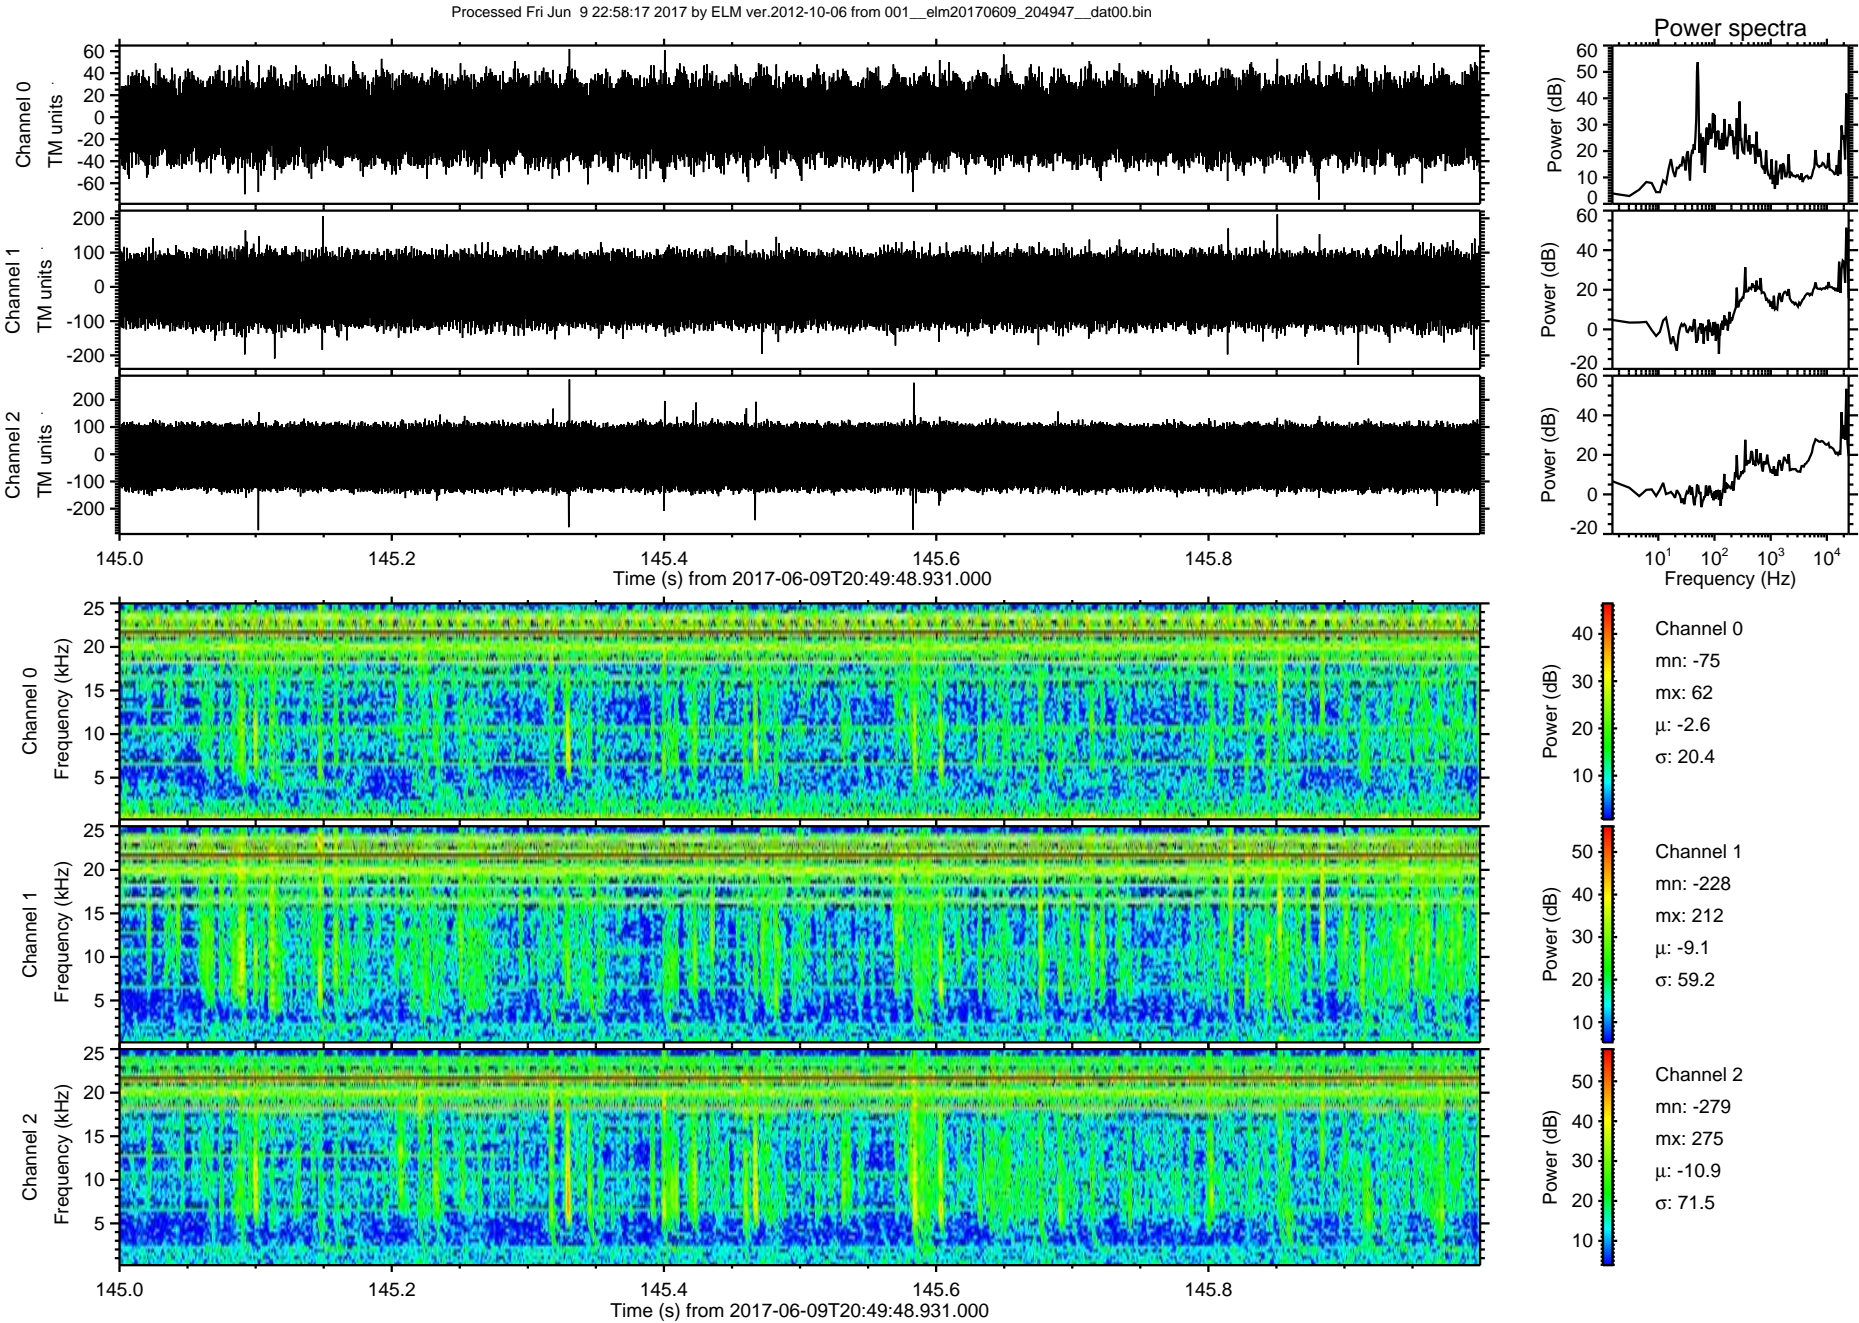 Processed Fri Jun  9 22:58:17 2017 by ELM ver.2012-10-06 from 001__elm20170609_204947__dat00.bin
Power spectra
Channel 0
TM units
60
40
20
0
-20
-40
-60
Power (dB)
60
50
40
30
20
10
0
Channel 1
TM units
200
100
0
-100
-200
Power (dB)
60
40
20
0
-20
Channel 2
TM units
200
100
0
-100
-200
Power (dB)
60
40
20
0
-20
145.0 145.2 145.4 145.6 145.8
Time (s) from 2017-06-09T20:49:48.931.000
10^1 10^2 10^3 10^4
Frequency (Hz)
Channel 0
Frequency (kHz)
25
20
15
10
5
Power (dB)
40
30
20
10
Channel 0
mn: -75
mx: 62
μ: -2.6
σ: 20.4
Channel 1
Frequency (kHz)
25
20
15
10
5
Power (dB)
50
40
30
20
10
Channel 1
mn: -228
mx: 212
μ: -9.1
σ: 59.2
Channel 2
Frequency (kHz)
25
20
15
10
5
Power (dB)
50
40
30
20
10
Channel 2
mn: -279
mx: 275
μ: -10.9
σ: 71.5
145.0 145.2 145.4 145.6 145.8
Time (s) from 2017-06-09T20:49:48.931.000